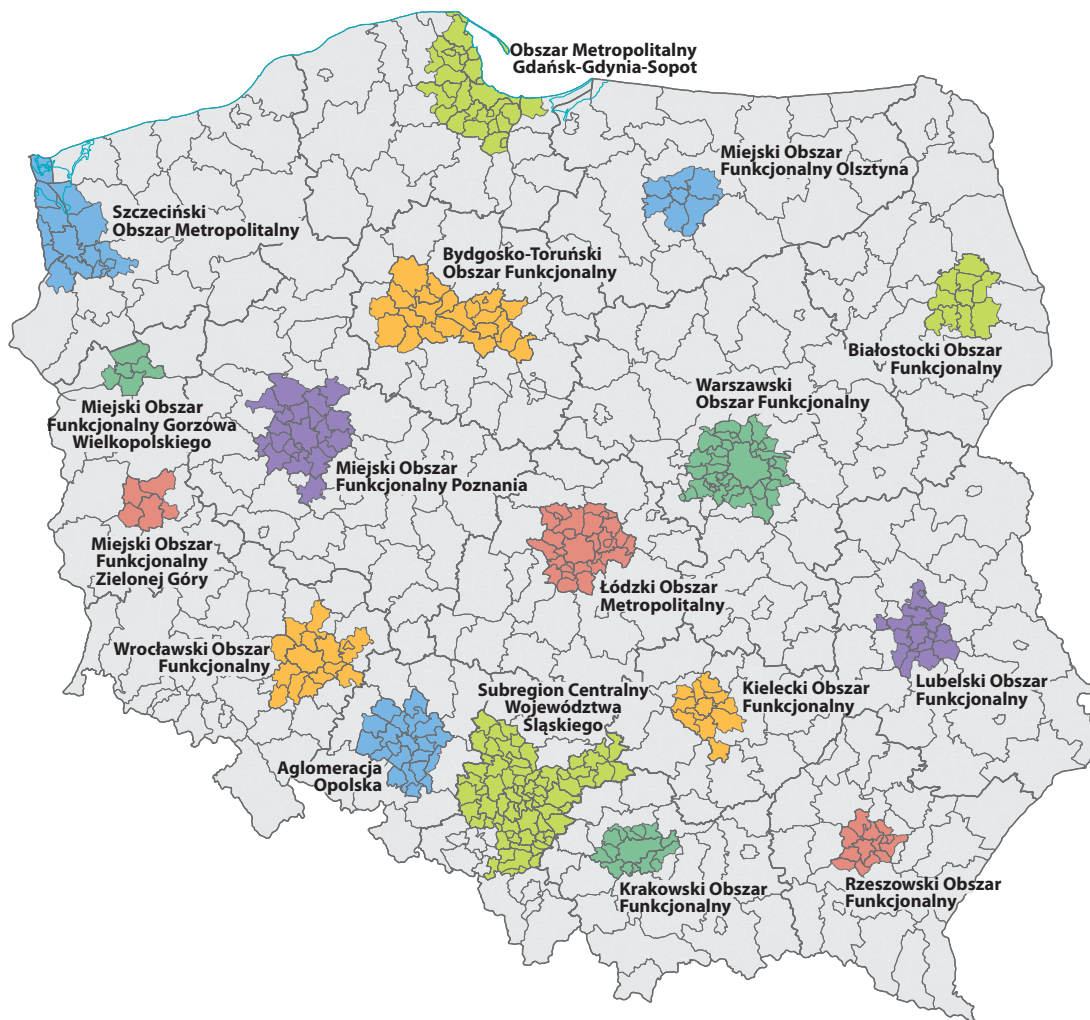 Obszar Metropolitalny
Gdańsk-Gdynia-Sopot
Miejski Obszar
Funkcjonalny Olsztyna
Szczeciński
Obszar Metropolitalny
Bydgosko-Toruński
Obszar Funkcjonalny
Białostocki Obszar
Funkcjonalny
Warszawski
Obszar Funkcjonalny
Miejski Obszar
Funkcjonalny Gorzowa
Wielkopolskiego
Miejski Obszar
Funkcjonalny Poznania
Miejski Obszar
Funkcjonalny
Zielonej Góry
Łódzki Obszar
Metropolitalny
Wrocławski Obszar
Funkcjonalny
Subregion Centralny
Województwa
Śląskiego
Kielecki Obszar
Funkcjonalny
Lubelski Obszar
Funkcjonalny
Aglomeracja
Opolska
Krakowski Obszar
Funkcjonalny
Rzeszowski Obszar
Funkcjonalny